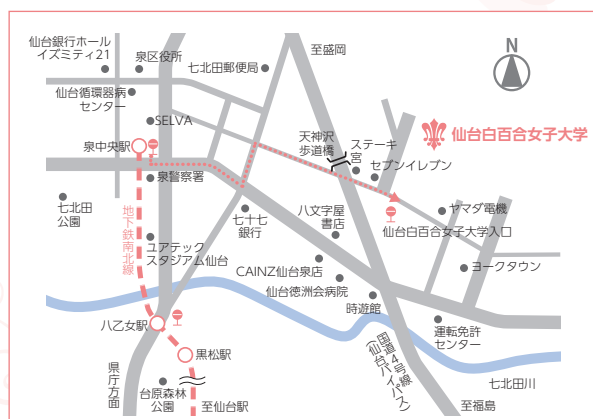 仙台銀行ホール
イズミティ21
泉区役所
七北田郵便局
至盛岡
N
仙台循環器病
センター
SELVA
泉中央駅
天神沢
歩道橋
ステーキ
宮
セブンイレブン
仙台白百合女子大学
泉警察署
七北田
公園
地下鉄南北線
七十七
銀行
八文字屋
書店
ヤマダ電機
仙台白百合女子大学入口
ユアテック
スタジアム仙台
CAINZ仙台泉店
仙台徳洲会病院
ヨークタウン
時遊館
八乙女駅
運転免許
センター
国道4号線
(仙台バイパス)
黒松駅
県庁方面
台原森林
公園
至仙台駅
七北田川
至福島